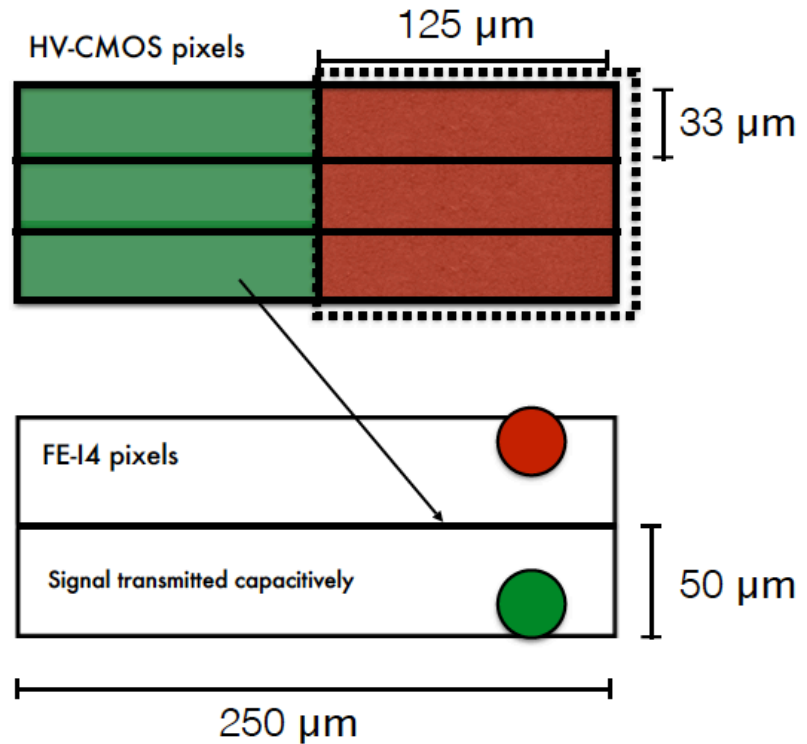 125 µm
HV-CMOS pixels
33 µm
FE-I4 pixels
Signal transmitted capacitively
50 µm
250 µm